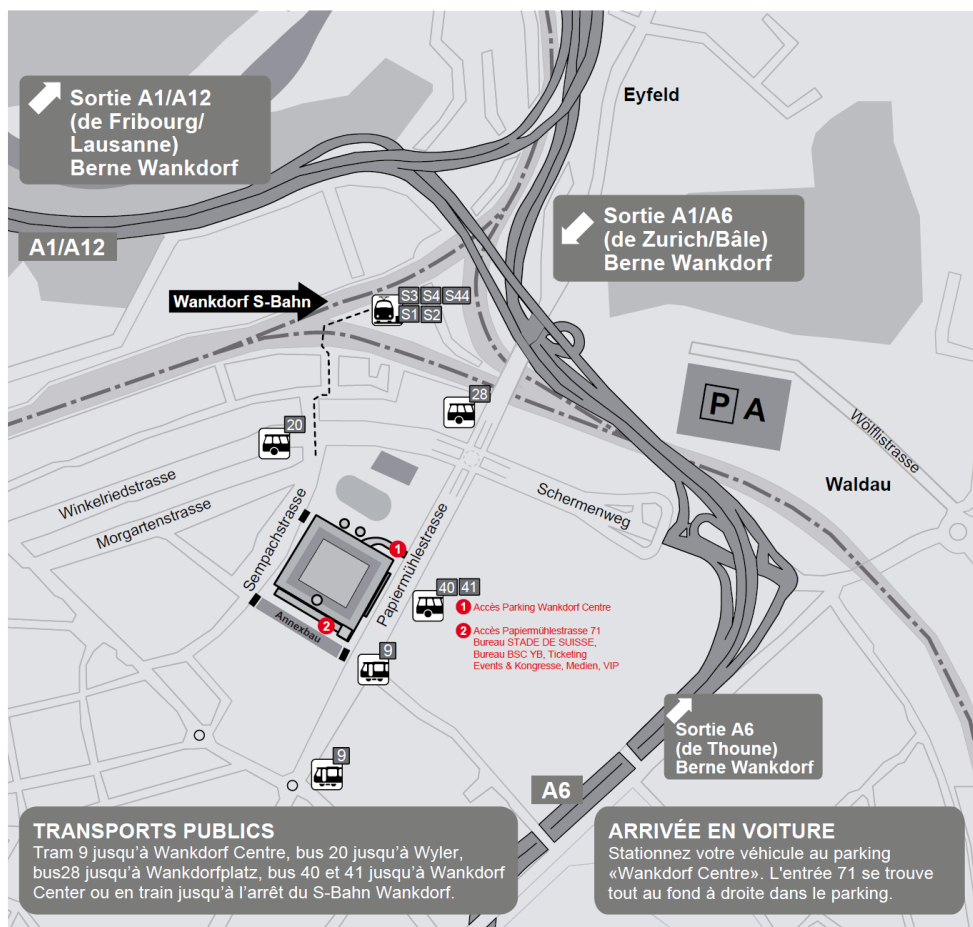 Eyfeld
Sortie A1/A12
(de Fribourg/
Lausanne)
Berne Wankdorf
Sortie A1/A6
(de Zurich/Bâle)
Berne Wankdorf
A1/A12
Wankdorf S-Bahn
S3 S4 S44
S1 S2
28
20
P A
Wölflistrasse
Waldau
Winkelriedstrasse
Morgartenstrasse
Sempachstrasse
Papiermühlestrasse
Schermenweg
1
2
Annexbau
40 41
1 Accès Parking Wankdorf Centre
2 Accès Papiermühlestrasse 71
Bureau STADE DE SUISSE,
Bureau BSC YB, Ticketing
Events & Kongresse, Medien, VIP
9
9
Sortie A6
(de Thoune)
Berne Wankdorf
A6
TRANSPORTS PUBLICS
Tram 9 jusqu'à Wankdorf Centre, bus 20 jusqu'à Wyler,
bus28 jusqu'à Wankdorfplatz, bus 40 et 41 jusqu'à Wankdorf
Center ou en train jusqu'à l'arrêt du S-Bahn Wankdorf.
ARRIVÉE EN VOITURE
Stationnez votre véhicule au parking
«Wankdorf Centre». L'entrée 71 se trouve
tout au fond à droite dans le parking.